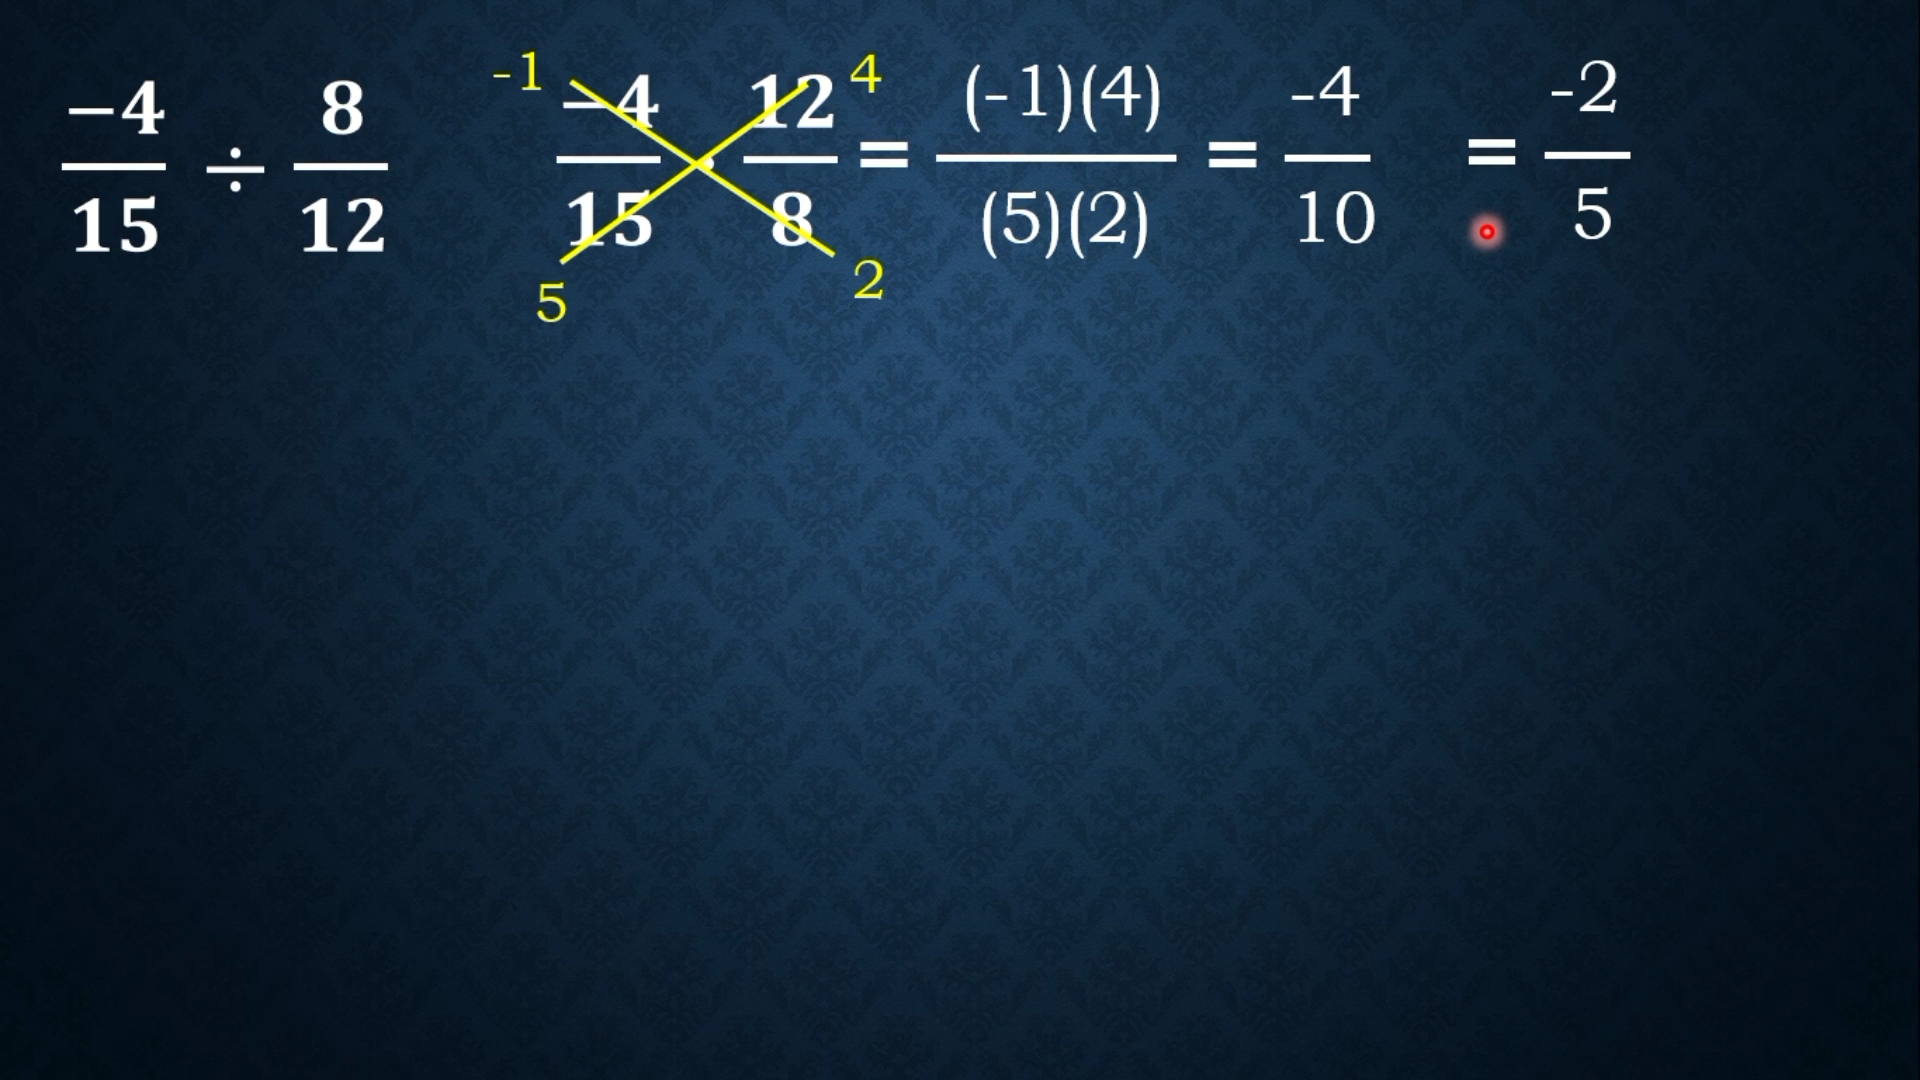 -1 −4 12 4 (-1)(4) -4 -2
−4 8
÷ · = = =
15 12 15 8 (5)(2) 10 5
5 2